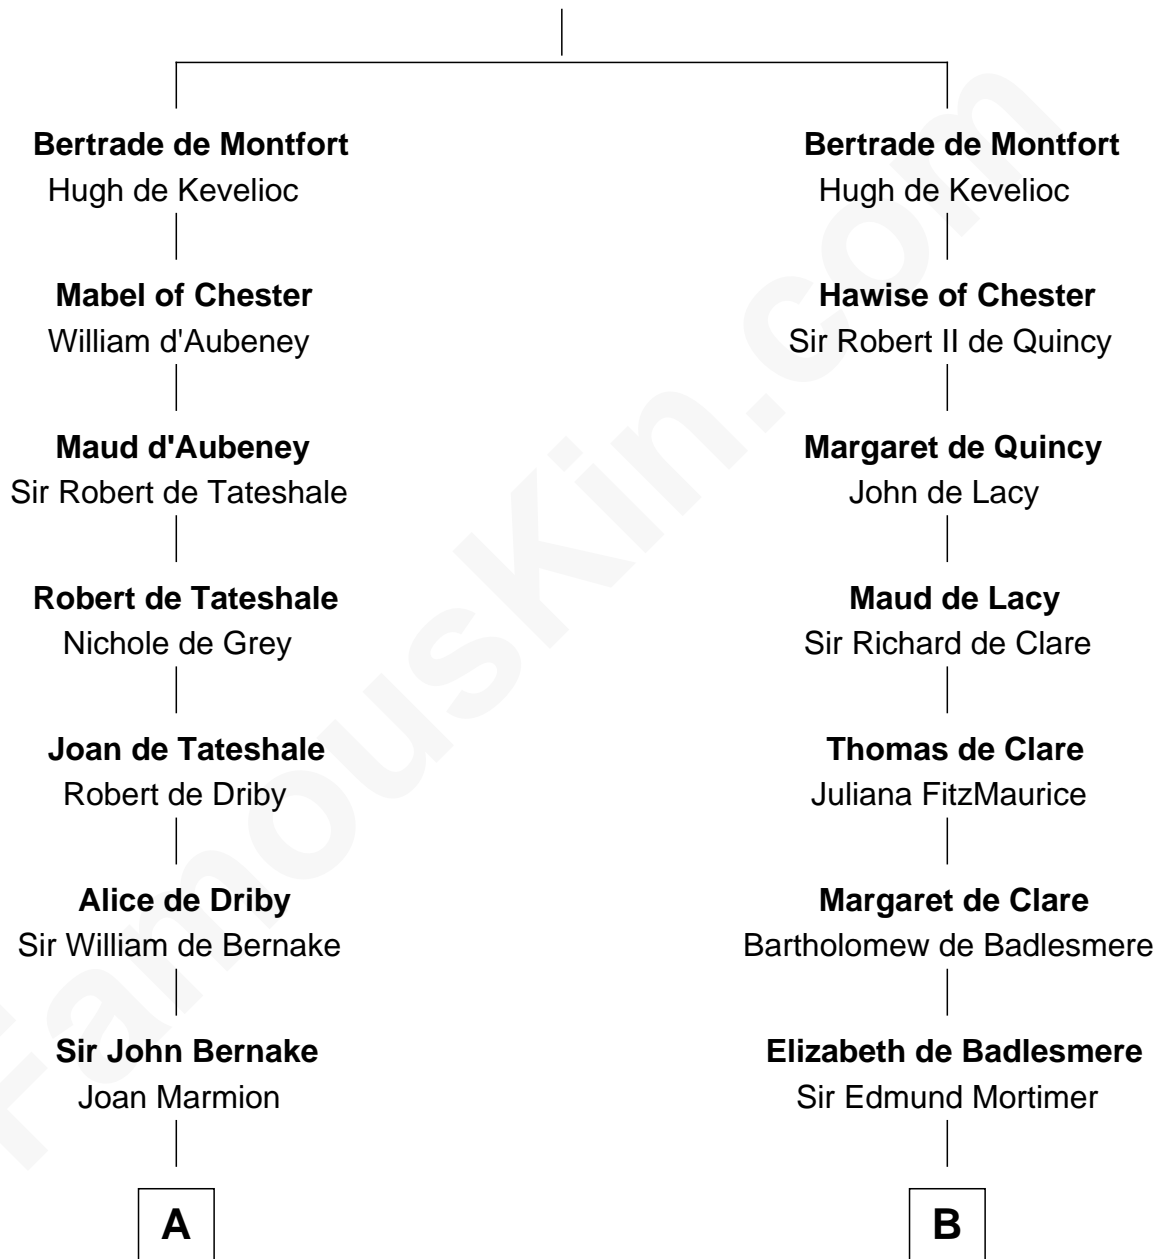 Bertrade de Montfort
Hugh de Kevelioc
Mabel of Chester
William d'Aubeney
Maud d'Aubeney
Sir Robert de Tateshale
Robert de Tateshale
Nichole de Grey
Joan de Tateshale
Robert de Driby
Alice de Driby
Sir William de Bernake
Sir John Bernake
Joan Marmion
A
Bertrade de Montfort
Hugh de Kevelioc
Hawise of Chester
Sir Robert II de Quincy
Margaret de Quincy
John de Lacy
Maud de Lacy
Sir Richard de Clare
Thomas de Clare
Juliana FitzMaurice
Margaret de Clare
Bartholomew de Badlesmere
Elizabeth de Badlesmere
Sir Edmund Mortimer
B
FamousKin.com